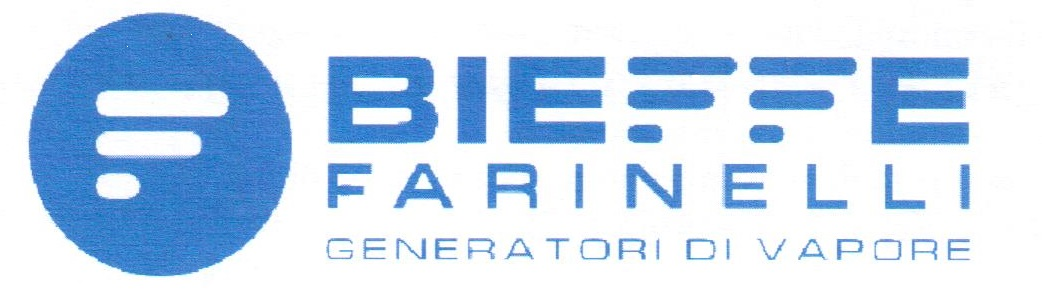 BIEFFE
FARINELLI
GENERATORI DI VAPORE